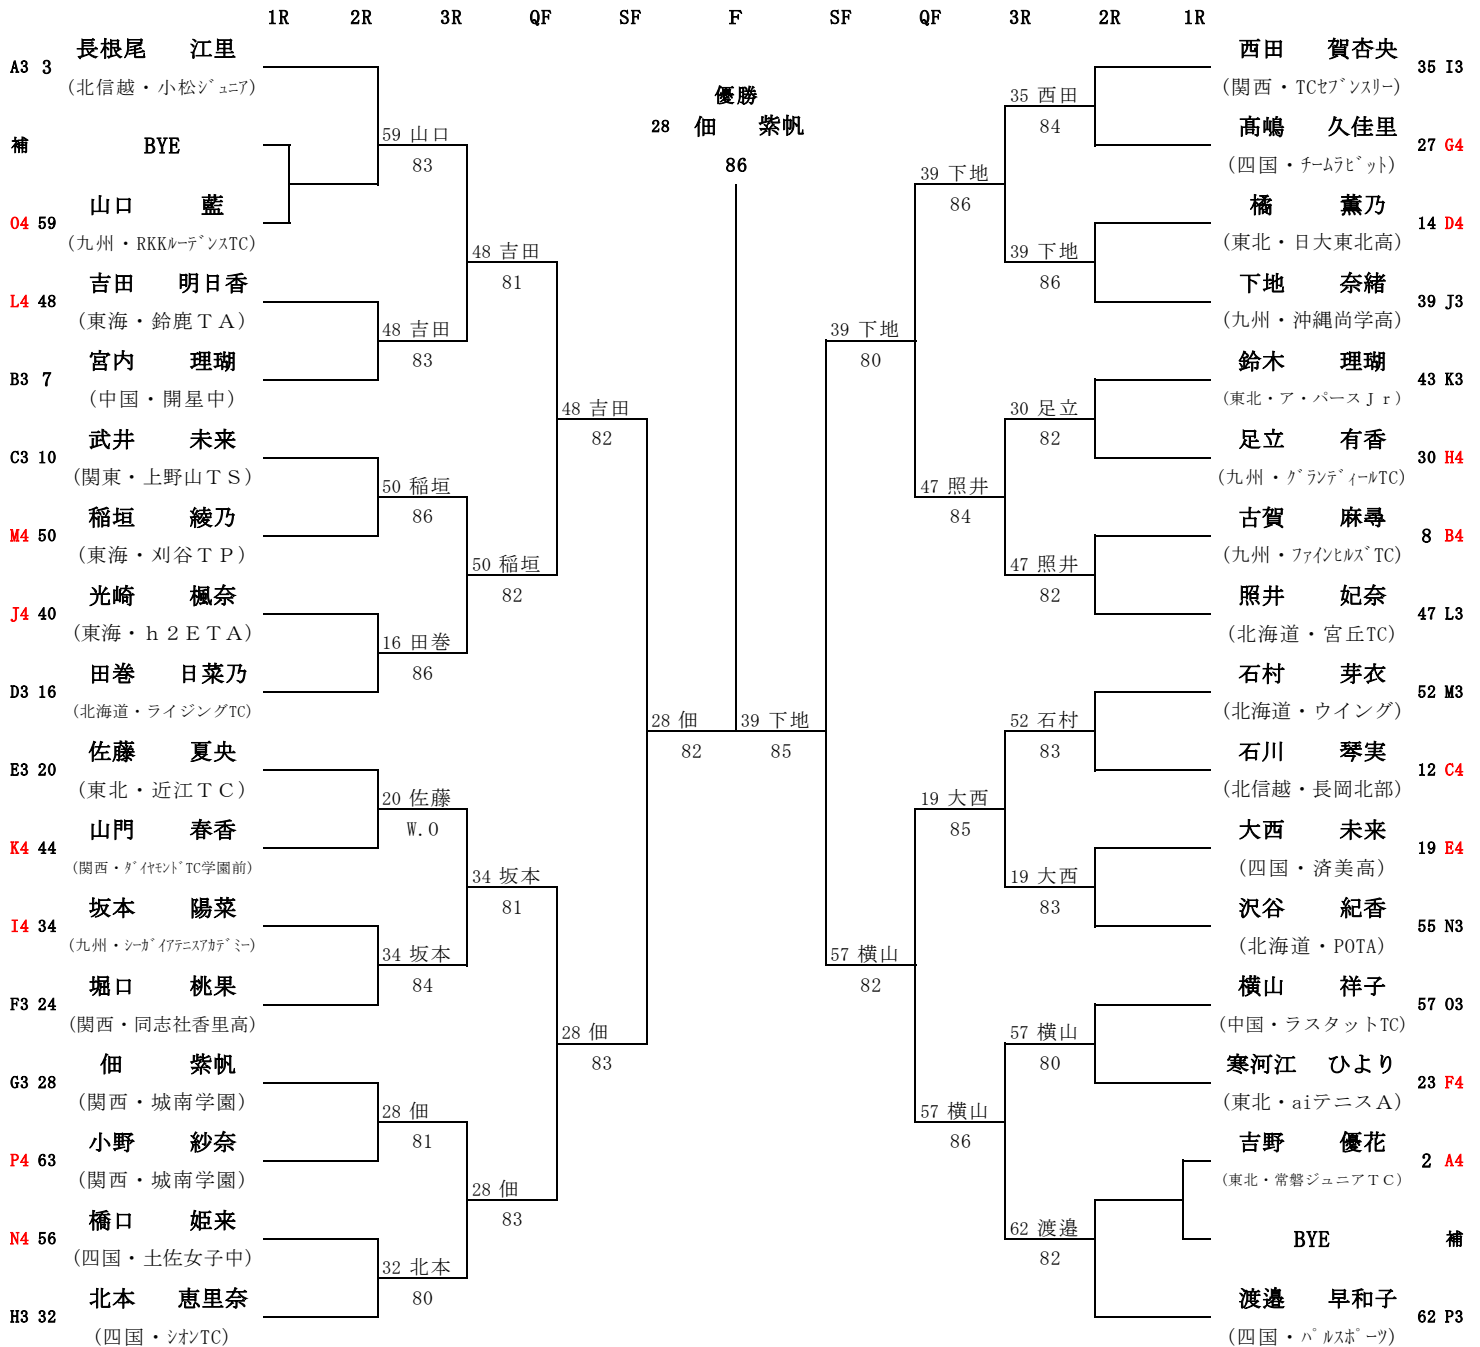 1R 2R 3R QF SF F SF QF 3R 2R 1R
優勝
28 佃 紫帆
86
A3 3 長根尾 江里
(北信越・小松ジュニア)
補 BYE
O4 59 山口 藍
(九州・RKKルーデンスTC)
L4 48 吉田 明日香
(東海・鈴鹿ＴＡ)
B3 7 宮内 理瑚
(中国・開星中)
C3 10 武井 未来
(関東・上野山ＴＳ)
M4 50 稲垣 綾乃
(東海・刈谷ＴＰ)
J4 40 光崎 楓奈
(東海・ｈ２ＥＴＡ)
D3 16 田巻 日菜乃
(北海道・ライジングTC)
E3 20 佐藤 夏央
(東北・近江ＴＣ)
K4 44 山門 春香
(関西・ダイヤモンドTC学園前)
I4 34 坂本 陽菜
(九州・シーガイアテニスアカデミー)
F3 24 堀口 桃果
(関西・同志社香里高)
G3 28 佃 紫帆
(関西・城南学園)
P4 63 小野 紗奈
(関西・城南学園)
N4 56 橋口 姫来
(四国・土佐女子中)
H3 32 北本 恵里奈
(四国・シオンTC)
59 山口
83
48 吉田
83
50 稲垣
86
16 田巻
86
20 佐藤
W.O
34 坂本
84
28 佃
81
32 北本
80
48 吉田
81
50 稲垣
82
34 坂本
81
28 佃
83
48 吉田
82
28 佃
83
28 佃
82
39 下地
85
39 下地
80
57 横山
82
39 下地
86
47 照井
84
19 大西
85
57 横山
86
35 西田
84
39 下地
86
30 足立
82
47 照井
82
52 石村
83
19 大西
83
57 横山
80
62 渡邉
82
西田 賀杏央 35 I3
(関西・TCセブンスリー)
髙嶋 久佳里 27 G4
(四国・チームラビット)
橘 薫乃 14 D4
(東北・日大東北高)
下地 奈緒 39 J3
(九州・沖縄尚学高)
鈴木 理瑚 43 K3
(東北・ア・パースＪｒ)
足立 有香 30 H4
(九州・グランディールTC)
古賀 麻尋 8 B4
(九州・ファインヒルズTC)
照井 妃奈 47 L3
(北海道・宮丘TC)
石村 芽衣 52 M3
(北海道・ウイング)
石川 琴実 12 C4
(北信越・長岡北部)
大西 未来 19 E4
(四国・済美高)
沢谷 紀香 55 N3
(北海道・POTA)
横山 祥子 57 O3
(中国・ラスタットTC)
寒河江 ひより 23 F4
(東北・aiテニスＡ)
吉野 優花 2 A4
(東北・常磐ジュニアＴＣ)
BYE 補
渡邉 早和子 62 P3
(四国・パルスポーツ)